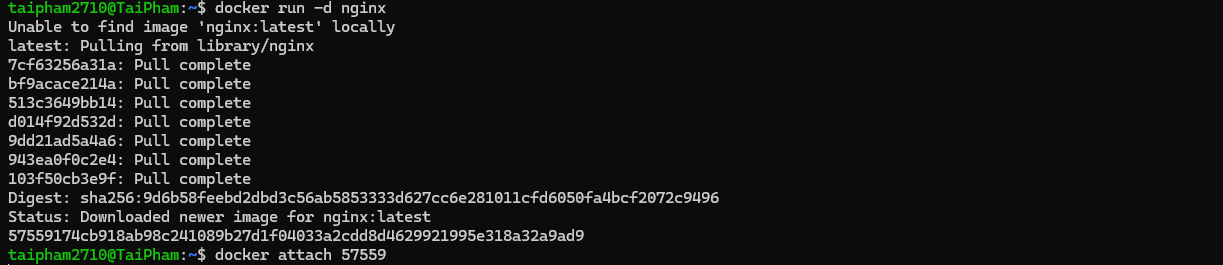 taipham2710@TaiPham:~$ docker run -d nginx
Unable to find image 'nginx:latest' locally
latest: Pulling from library/nginx
7cf63256a31a: Pull complete
bf9acace214a: Pull complete
513c3649bb14: Pull complete
d014f92d532d: Pull complete
9dd21ad5a4a6: Pull complete
943ea0f0c2e4: Pull complete
103f50cb3e9f: Pull complete
Digest: sha256:9d6b58feebd2dbd3c56ab5853333d627cc6e281011cfd6050fa4bcf2072c9496
Status: Downloaded newer image for nginx:latest
57559174cb918ab98c241089b27d1f04033a2cdd8d4629921995e318a32a9ad9
taipham2710@TaiPham:~$ docker attach 57559